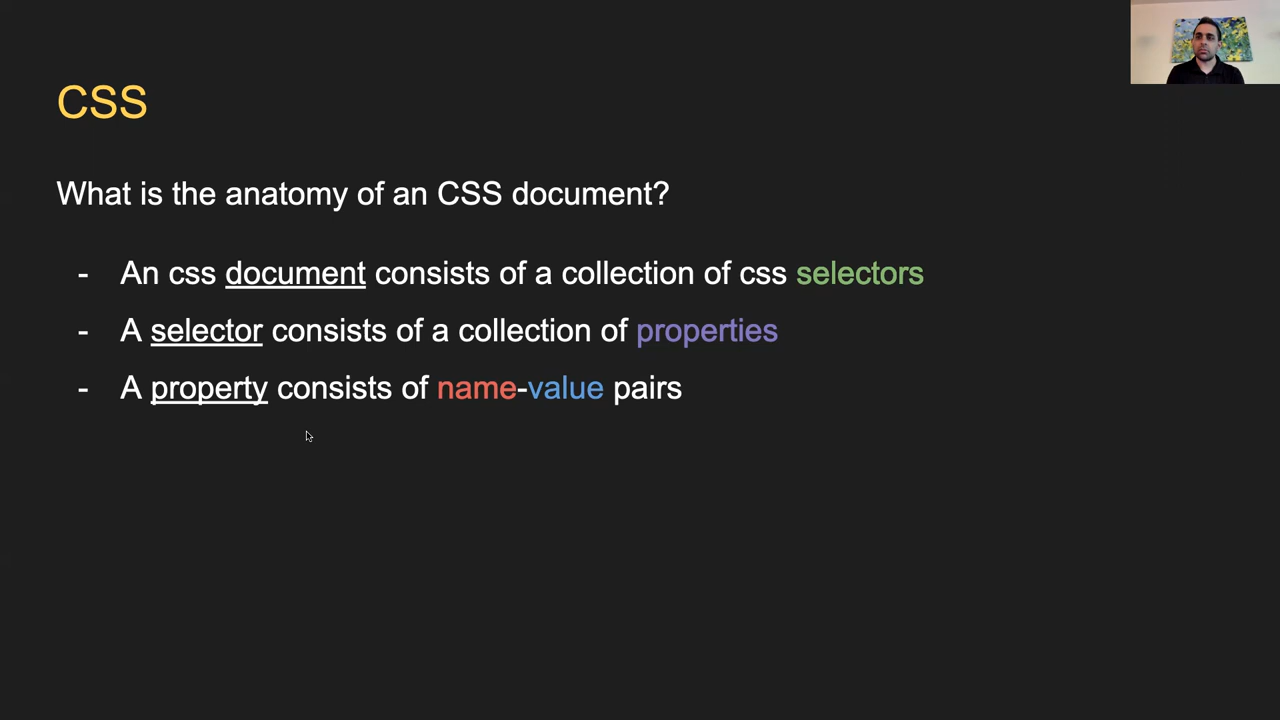 CSS
What is the anatomy of an CSS document?
- An css document consists of a collection of css selectors
- A selector consists of a collection of properties
- A property consists of name-value pairs